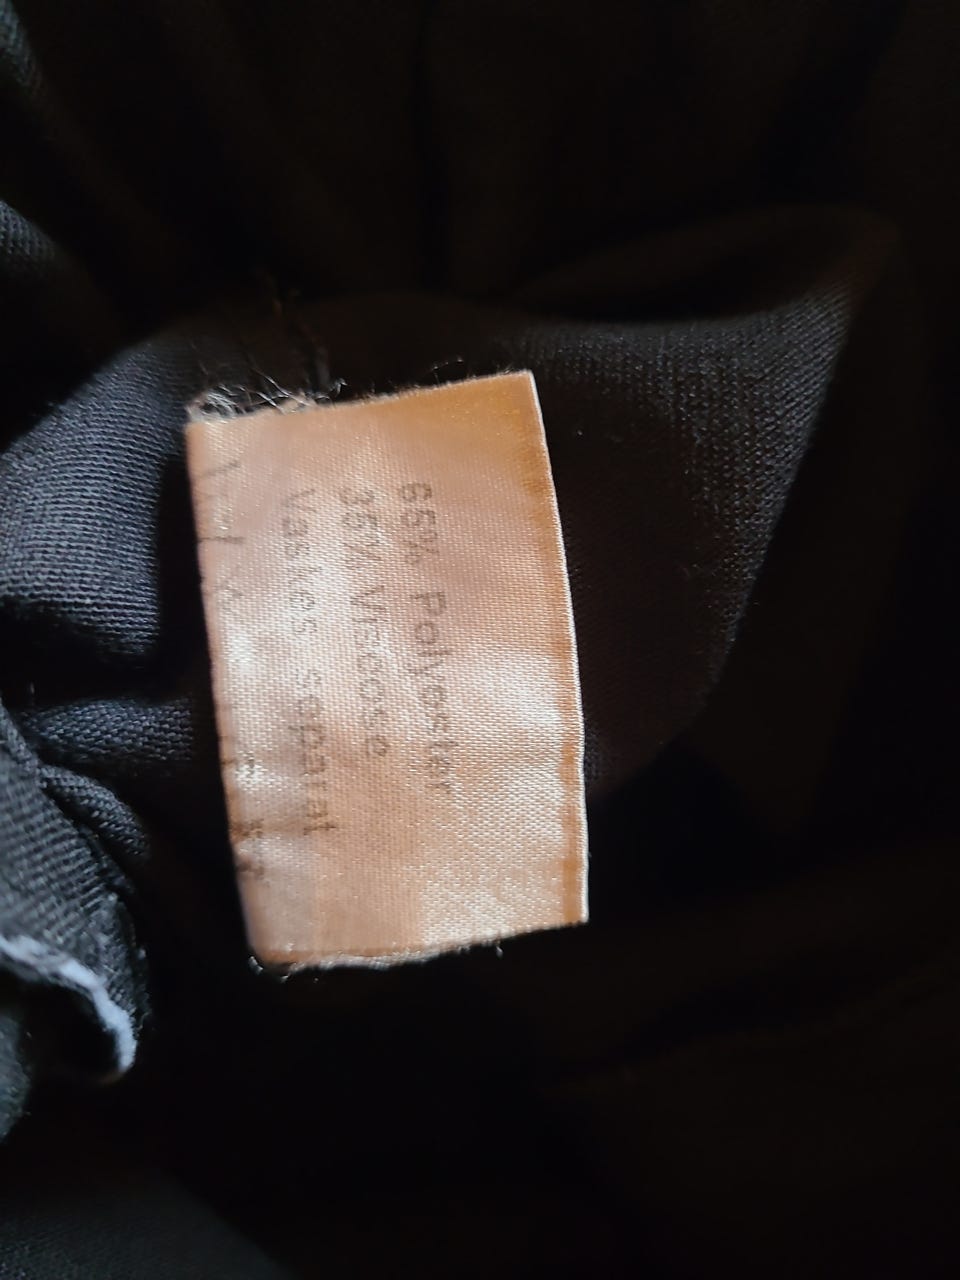 65% Polyester
35% Viscose
Vaskes separat